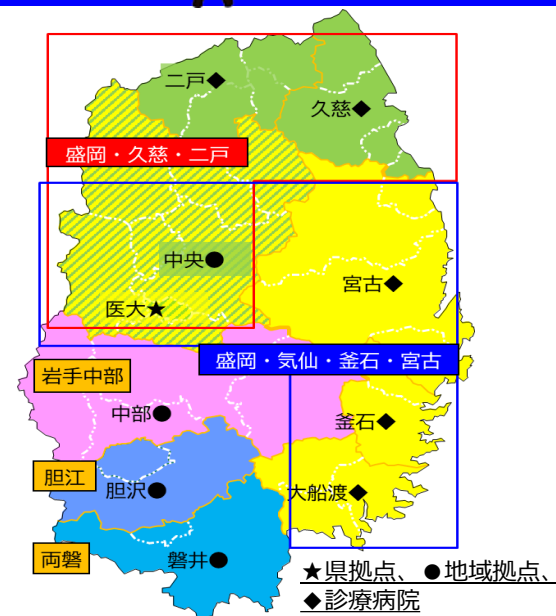 二戸◆
久慈◆
盛岡・久慈・二戸
中央●
宮古◆
医大★
盛岡・気仙・釜石・宮古
岩手中部
中部●
釜石◆
胆江
胆沢●
大船渡◆
両磐
磐井●
★県拠点、●地域拠点、
◆診療病院